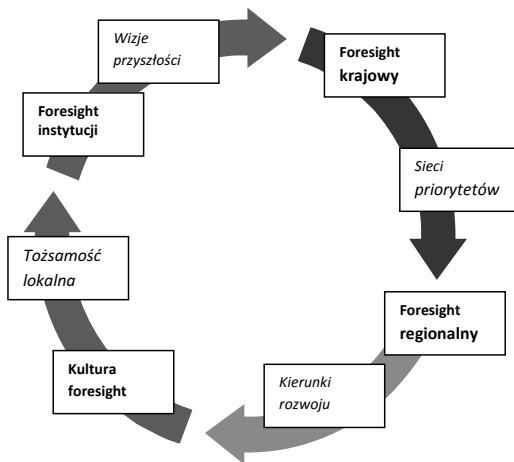 Wizje
przyszłości
Foresight
krajowy
Foresight
instytucji
Sieci
priorytetów
Tożsamość
lokalna
Foresight
regionalny
Kultura
foresight
Kierunki
rozwoju